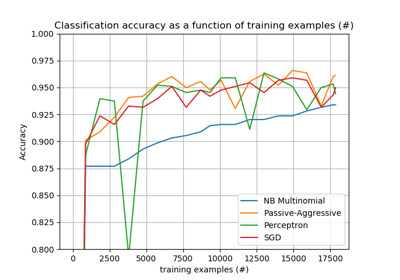 Classification accuracy as a function of training examples (#)
1.000
0.975
0.950
0.925
0.900
0.875
0.850
0.825
0.800
Accuracy
NB Multinomial
Passive-Aggressive
Perceptron
SGD
0 2500 5000 7500 10000 12500 15000 17500
training examples (#)